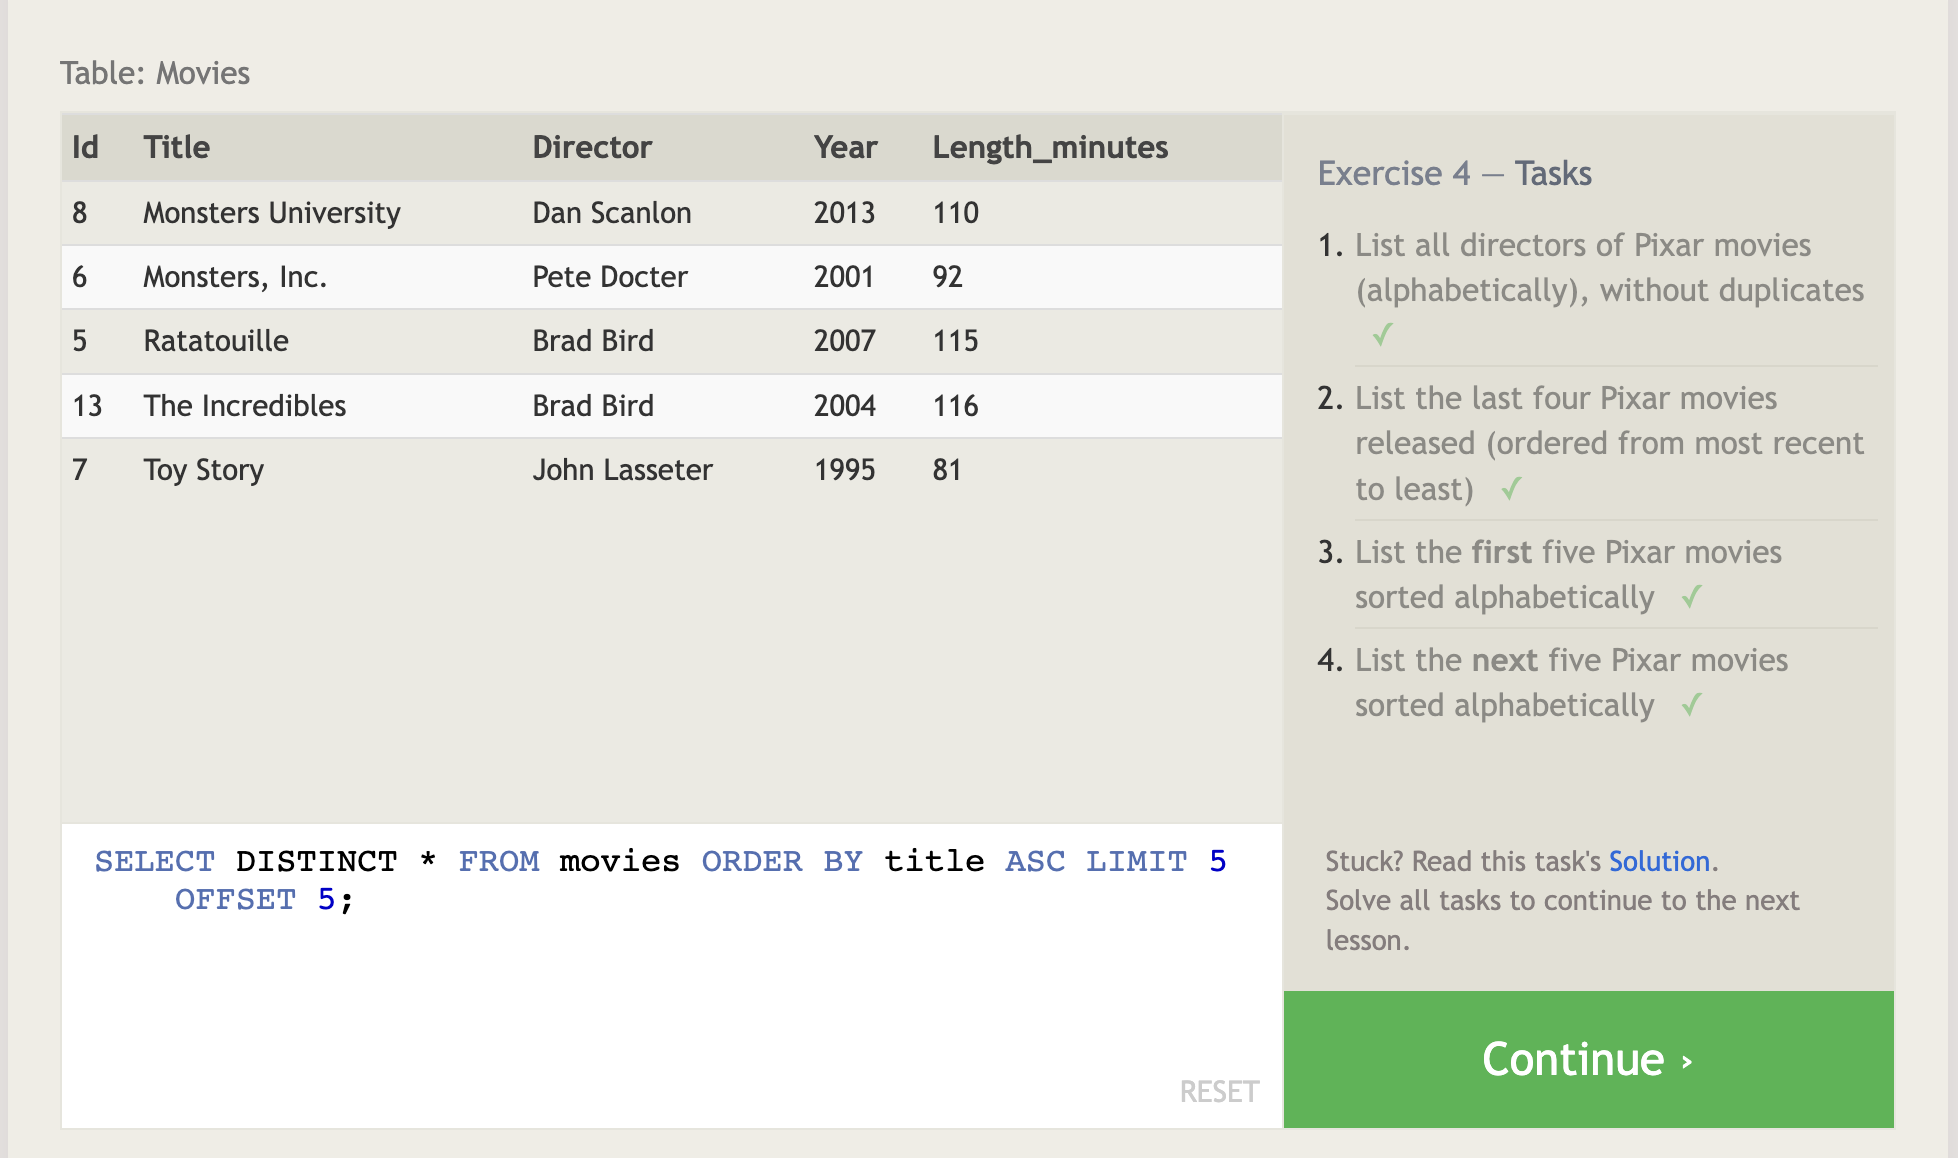 Table: Movies
Id Title Director Year Length_minutes
8 Monsters University Dan Scanlon 2013 110
6 Monsters, Inc. Pete Docter 2001 92
5 Ratatouille Brad Bird 2007 115
13 The Incredibles Brad Bird 2004 116
7 Toy Story John Lasseter 1995 81
SELECT DISTINCT * FROM movies ORDER BY title ASC LIMIT 5
OFFSET 5;
RESET
Exercise 4 — Tasks
1. List all directors of Pixar movies
(alphabetically), without duplicates
✓
2. List the last four Pixar movies
released (ordered from most recent
to least) ✓
3. List the first five Pixar movies
sorted alphabetically ✓
4. List the next five Pixar movies
sorted alphabetically ✓
Stuck? Read this task's Solution.
Solve all tasks to continue to the next
lesson.
Continue ›